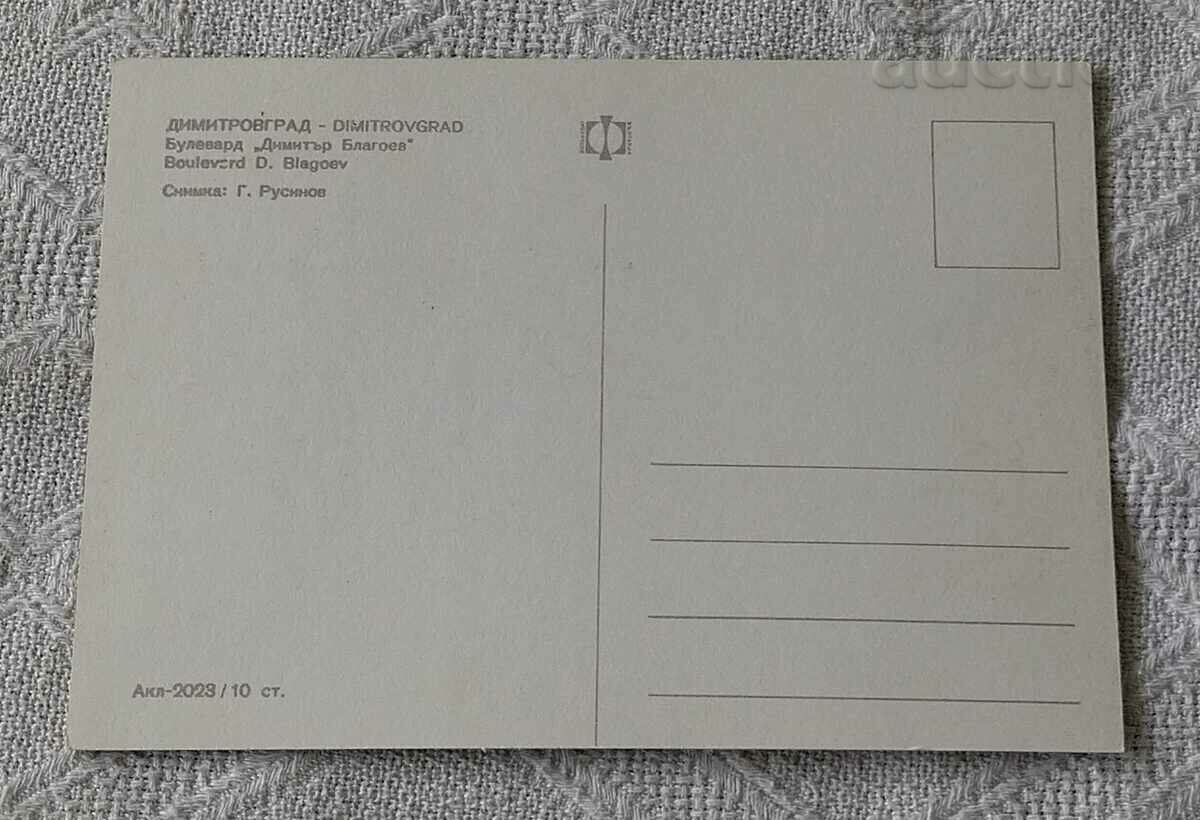 ДИМИТРОВГРАД - DIMITROVGRAD
Булевард „Димитър Благоев"
Boulevard D. Blagoev
Снимка: Г. Русинов
Акл-2023/10 ст.